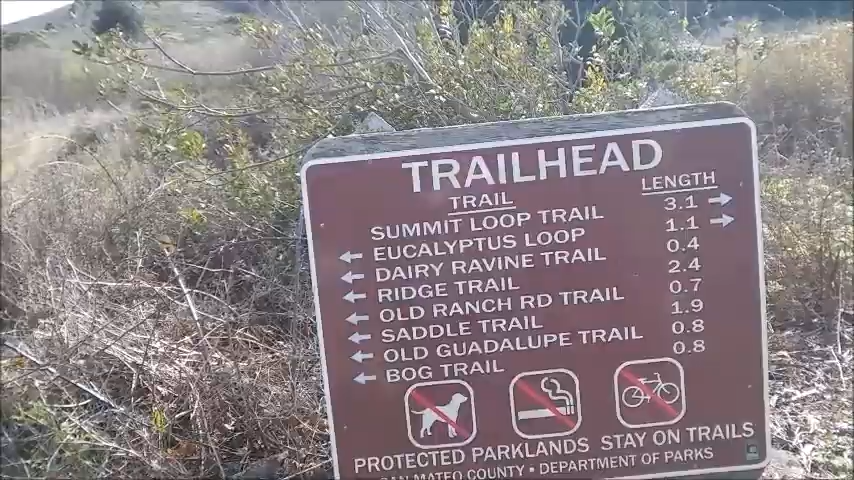 TRAILHEAD
TRAIL LENGTH
SUMMIT LOOP TRAIL 3.1
EUCALYPTUS LOOP 1.1
DAIRY RAVINE TRAIL 0.4
RIDGE TRAIL 2.4
OLD RANCH RD TRAIL 0.7
SADDLE TRAIL 1.9
OLD GUADALUPE TRAIL 0.8
BOG TRAIL 0.8
PROTECTED PARKLANDS STAY ON TRAILS
SAN MATEO COUNTY • DEPARTMENT OF PARKS